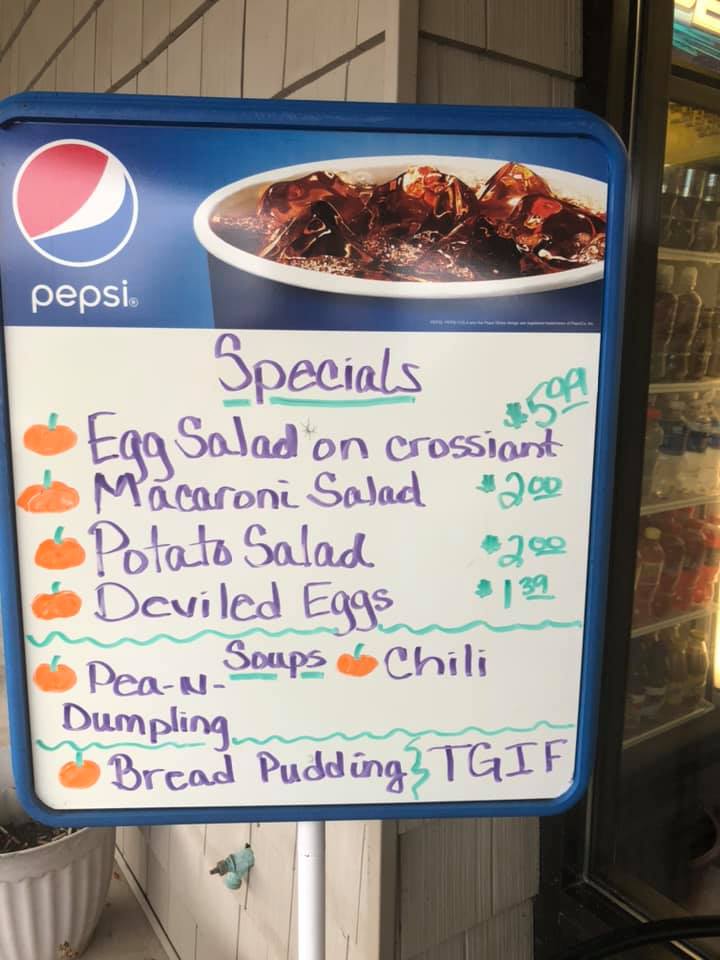 pepsi®
Specials
$5.99
Egg Salad on crossiant
Macaroni Salad $2.00
Potato Salad $2.00
Deviled Eggs $1.39
Soups
Pea-N- Chili
Dumpling
Bread Pudding } TGIF